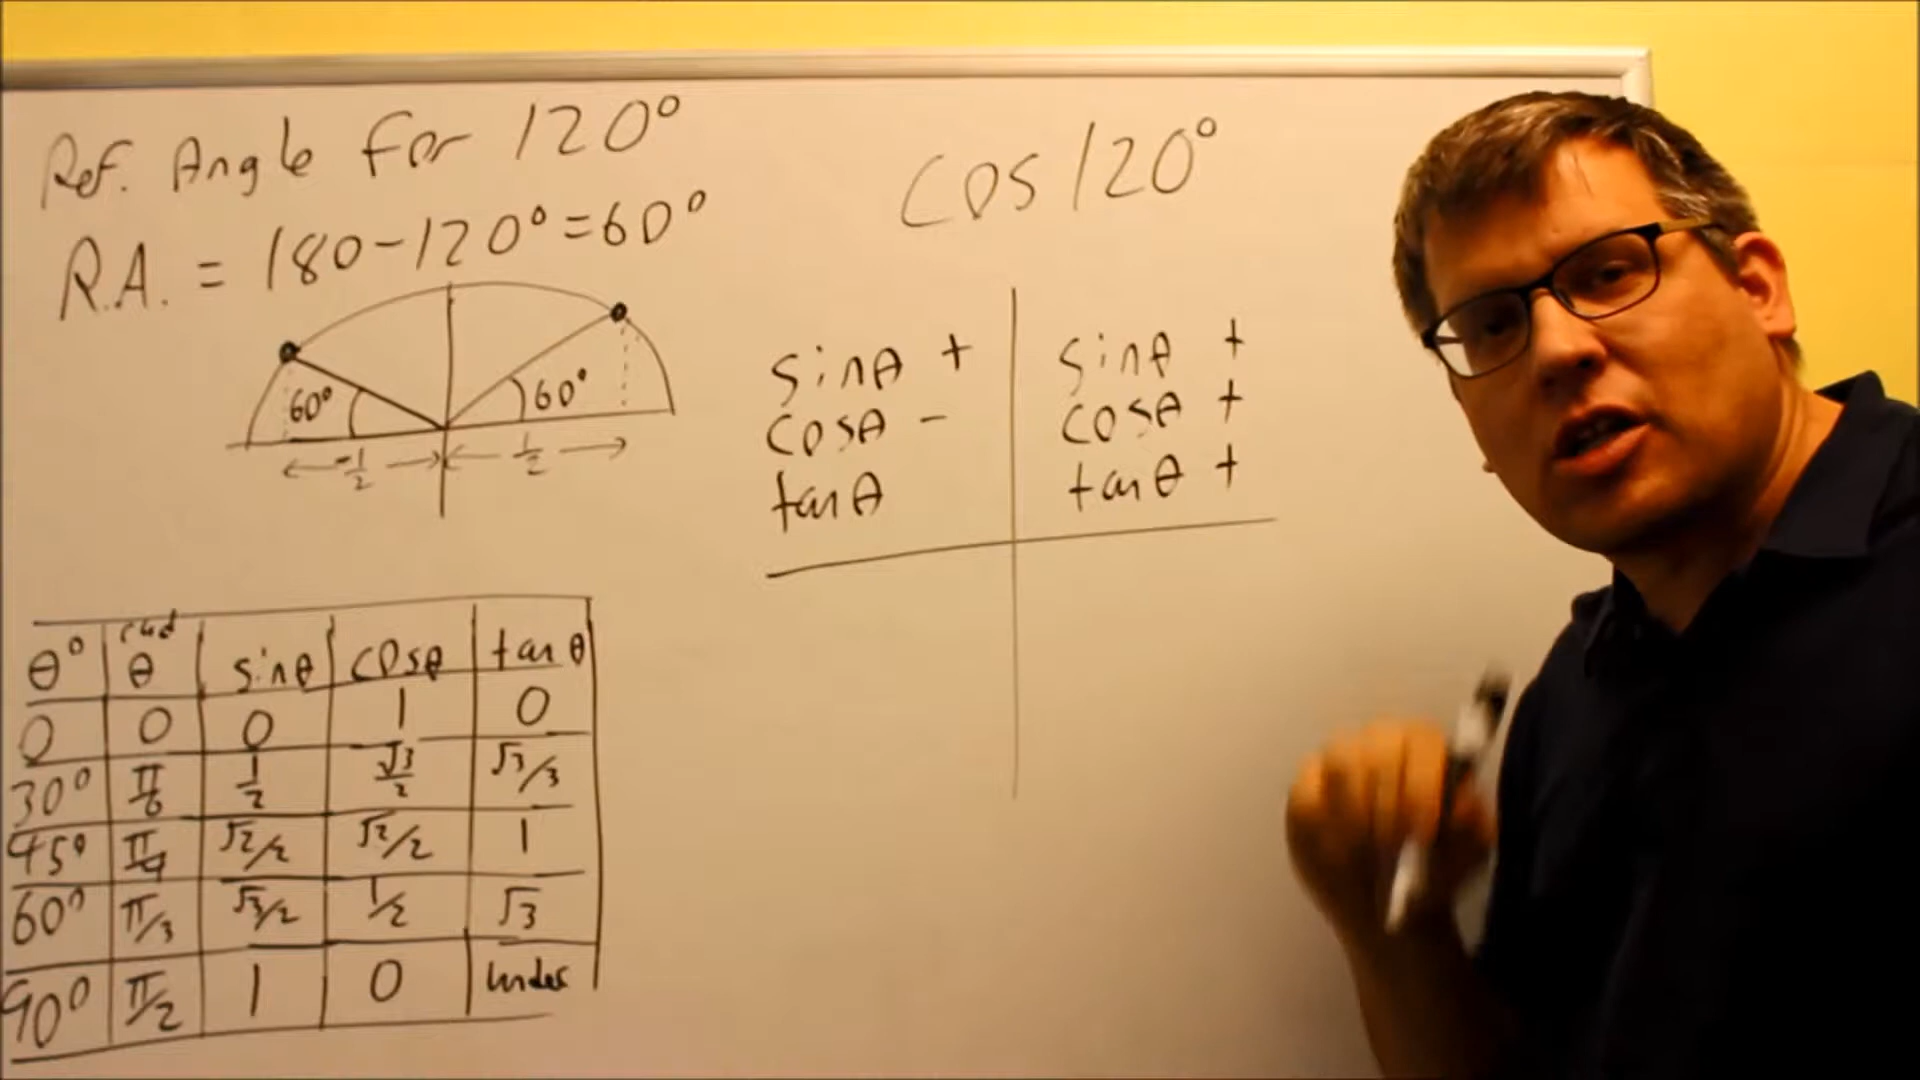 Ref. Angle for 120°
R.A. = 180-120°=60°
60°
60°
-1/2
1/2
cos 120°
sinθ +
cosθ -
tanθ
sinθ +
cosθ +
tanθ +
θ° rad θ sinθ cosθ tanθ
0 0 0 1 0
30° π/6 1/2 √3/2 √3/3
45° π/4 √2/2 √2/2 1
60° π/3 √3/2 1/2 √3
90° π/2 1 0 undef